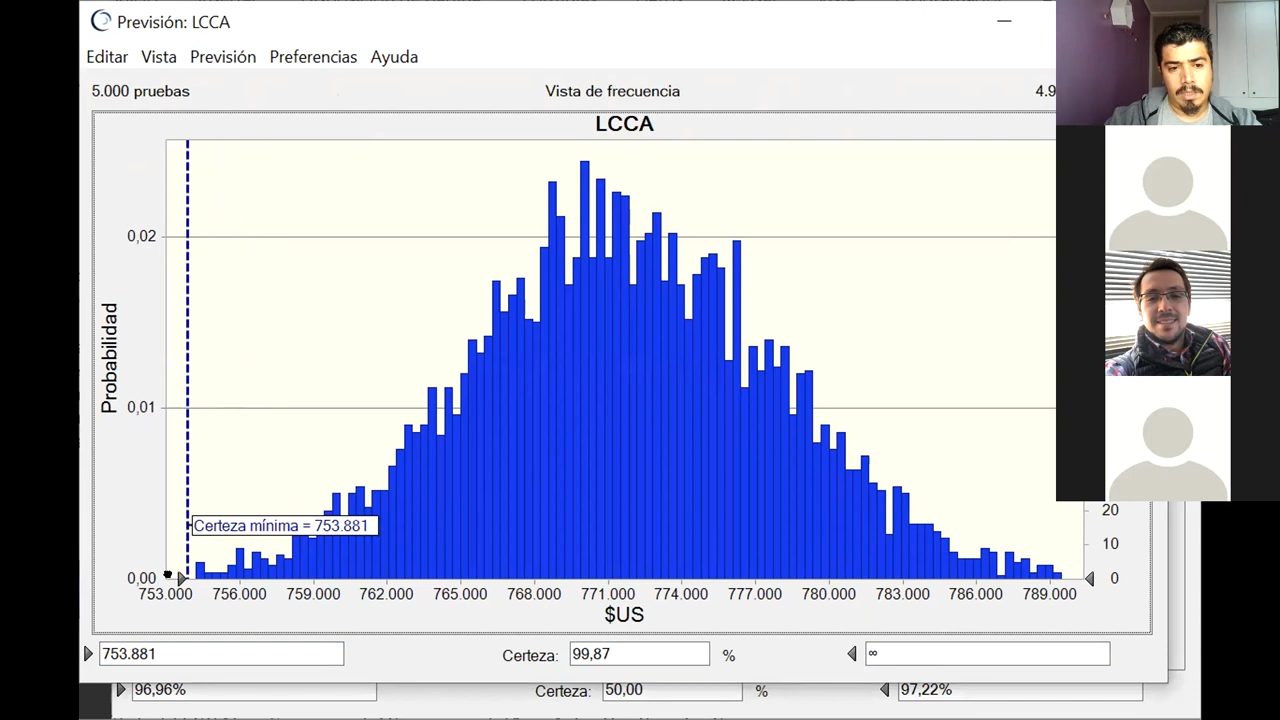 Previsión: LCCA
Editar Vista Previsión Preferencias Ayuda
5.000 pruebas Vista de frecuencia 4.9
LCCA
Probabilidad
0,02
0,01
0,00
Certeza mínima = 753.881
20
10
0
753.000 756.000 759.000 762.000 765.000 768.000 771.000 774.000 777.000 780.000 783.000 786.000 789.000
$US
753.881 Certeza: 99,87 % ∞
96,96% Certeza: 50,00 % 97,22%